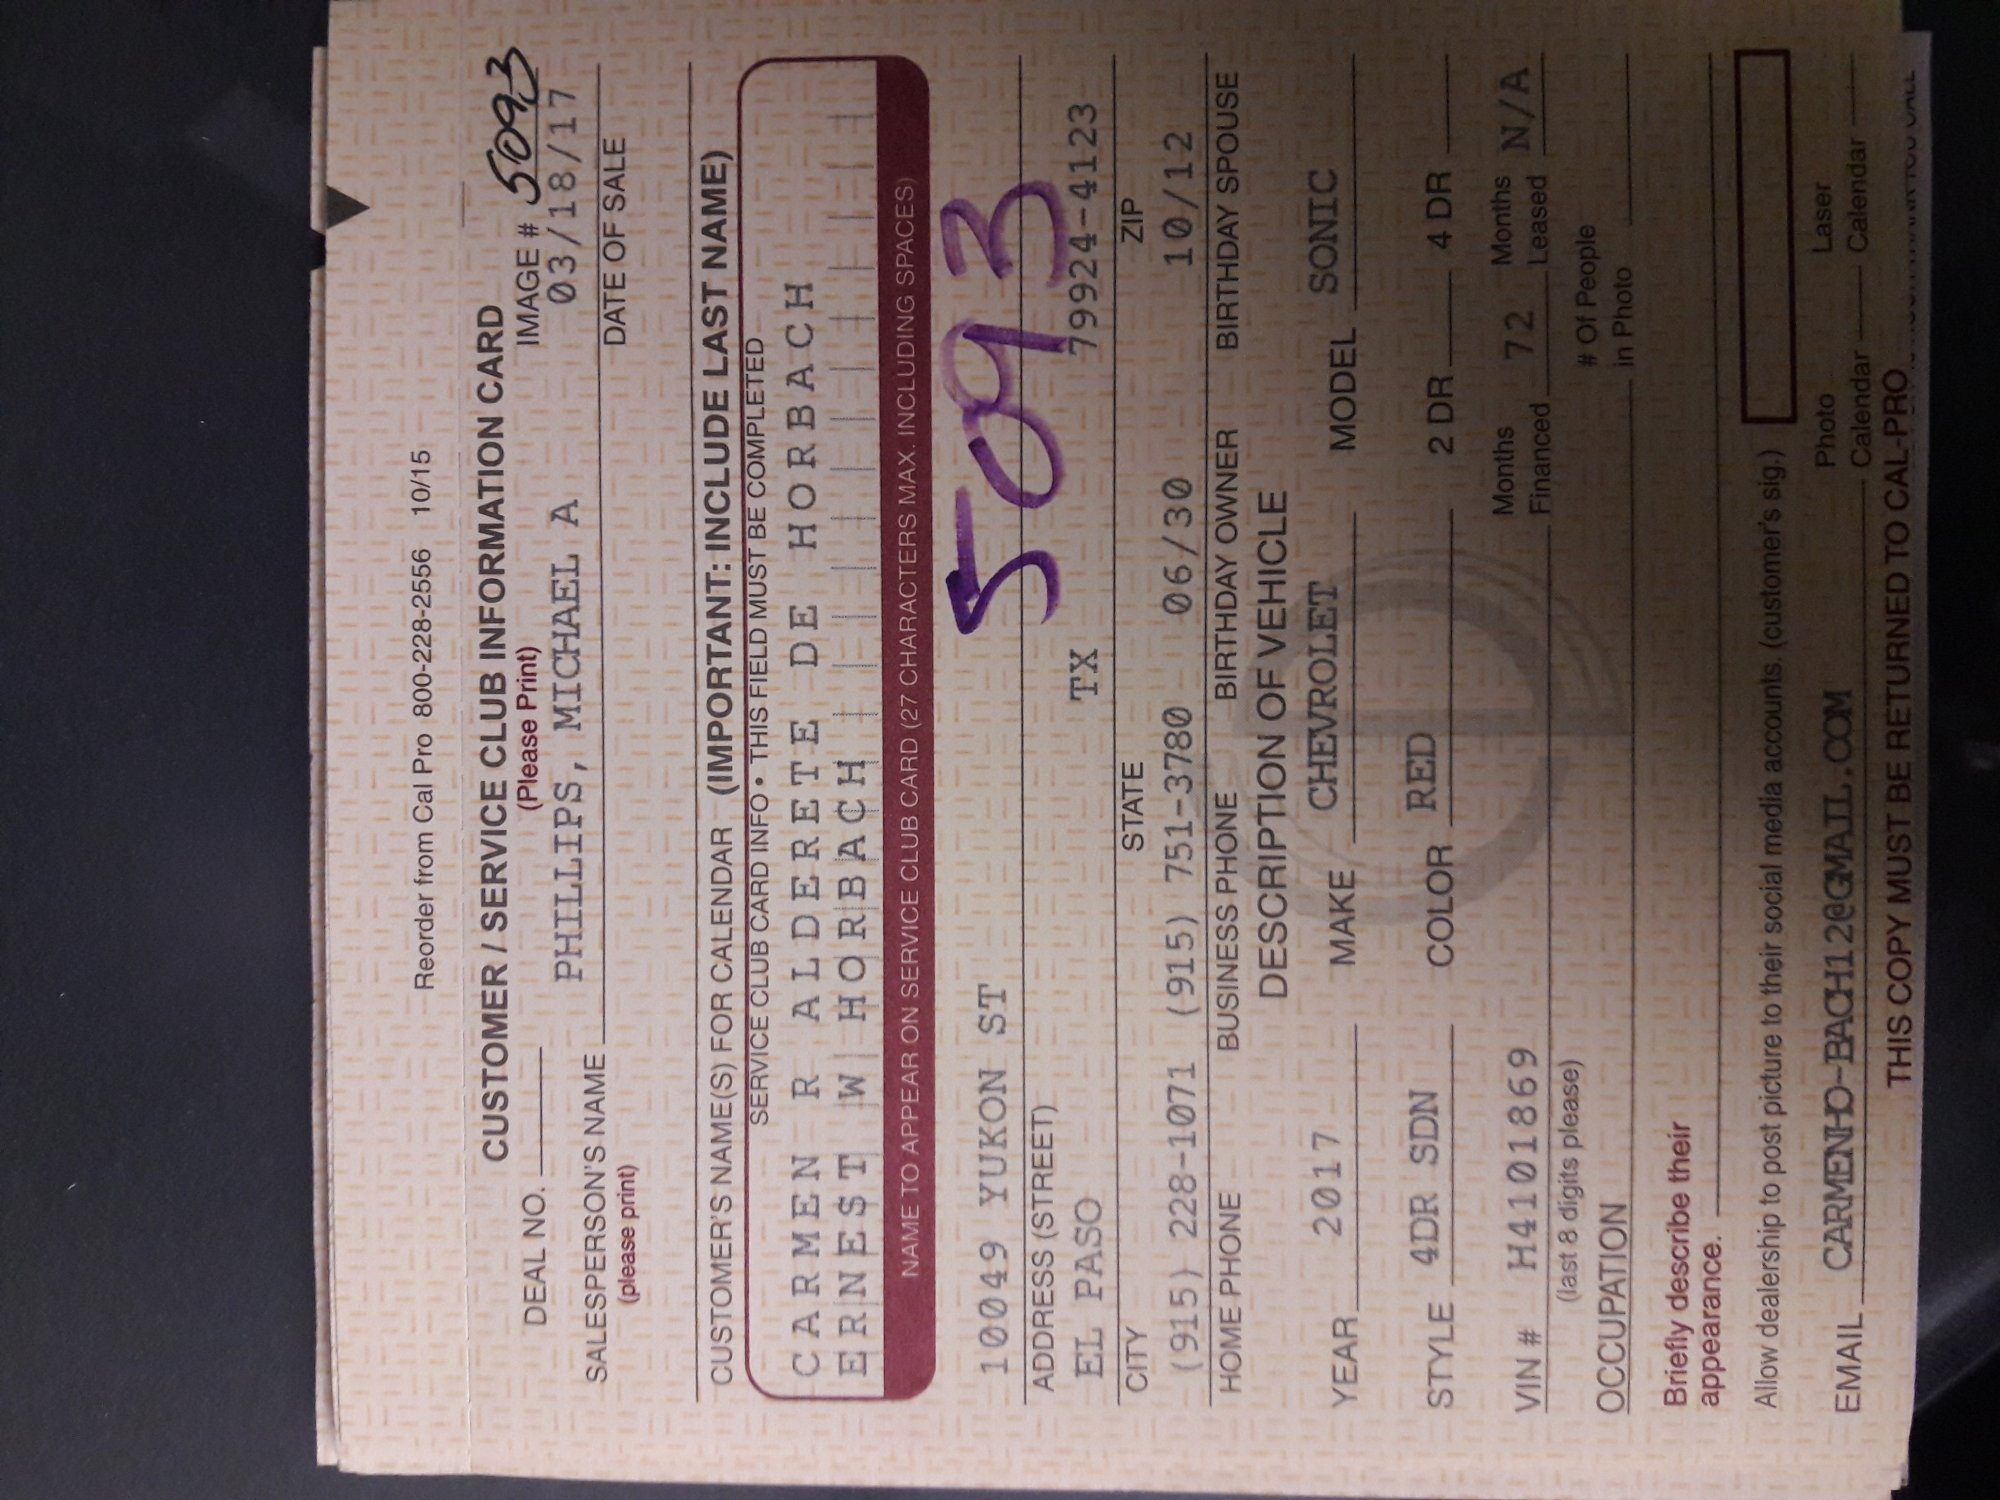 Reorder from Cal Pro 800-228-2556 10/15
CUSTOMER / SERVICE CLUB INFORMATION CARD
(Please Print)
DEAL NO. IMAGE # 5093
PHILLIPS, MICHAEL A 03/18/17
SALESPERSON'S NAME DATE OF SALE
(please print)
CUSTOMER'S NAME(S) FOR CALENDAR (IMPORTANT: INCLUDE LAST NAME)
SERVICE CLUB CARD INFO • THIS FIELD MUST BE COMPLETED
CARMEN R ALDERETE DE HORBACH
ERNEST W HORBACH
NAME TO APPEAR ON SERVICE CLUB CARD (27 CHARACTERS MAX. INCLUDING SPACES)
5093
10049 YUKON ST
ADDRESS (STREET)
EL PASO TX 79924-4123
CITY STATE ZIP
(915) 228-1071 (915) 751-3780 06/30 10/12
HOME PHONE BUSINESS PHONE BIRTHDAY OWNER BIRTHDAY SPOUSE
DESCRIPTION OF VEHICLE
YEAR 2017 MAKE CHEVROLET MODEL SONIC
STYLE 4DR SDN COLOR RED 2 DR 4 DR
VIN # H4101869 Months Financed 72 Months Leased N/A
(last 8 digits please)
OCCUPATION # Of People in Photo
Briefly describe their
appearance.
Allow dealership to post picture to their social media accounts. (customer's sig.)
EMAIL CARMENHO-BACH12@GMAIL.COM Photo Calendar Laser Calendar
THIS COPY MUST BE RETURNED TO CAL-PRO